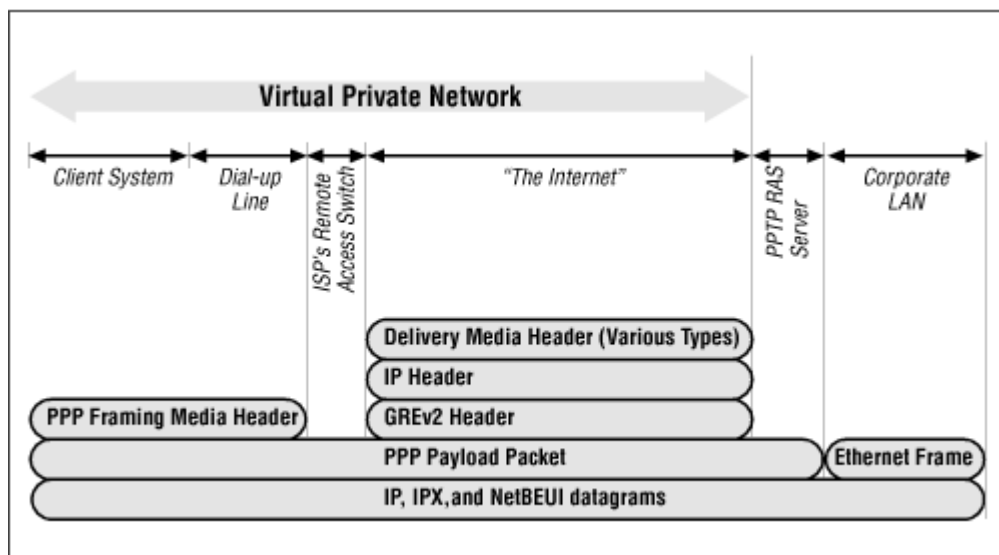 Virtual Private Network
Client System
Dial-up
Line
ISP's Remote
Access Switch
“The Internet”
PPTP RAS
Server
Corporate
LAN
Delivery Media Header (Various Types)
IP Header
PPP Framing Media Header
GREv2 Header
PPP Payload Packet
Ethernet Frame
IP, IPX,and NetBEUI datagrams